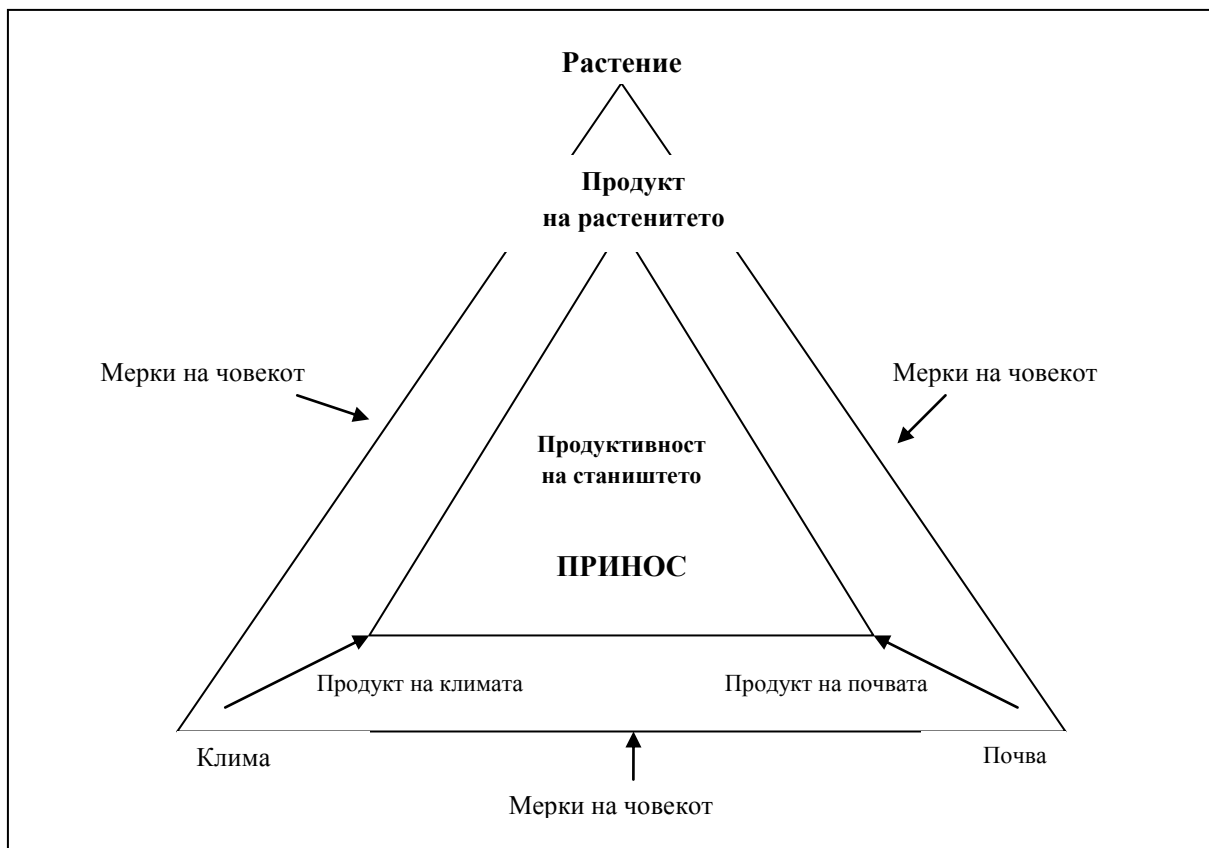 Растение
Продукт
на растенитето
Мерки на човекот
Мерки на човекот
Продуктивност
на стаништето
ПРИНОС
Продукт на климата
Продукт на почвата
Клима
Почва
Мерки на човекот